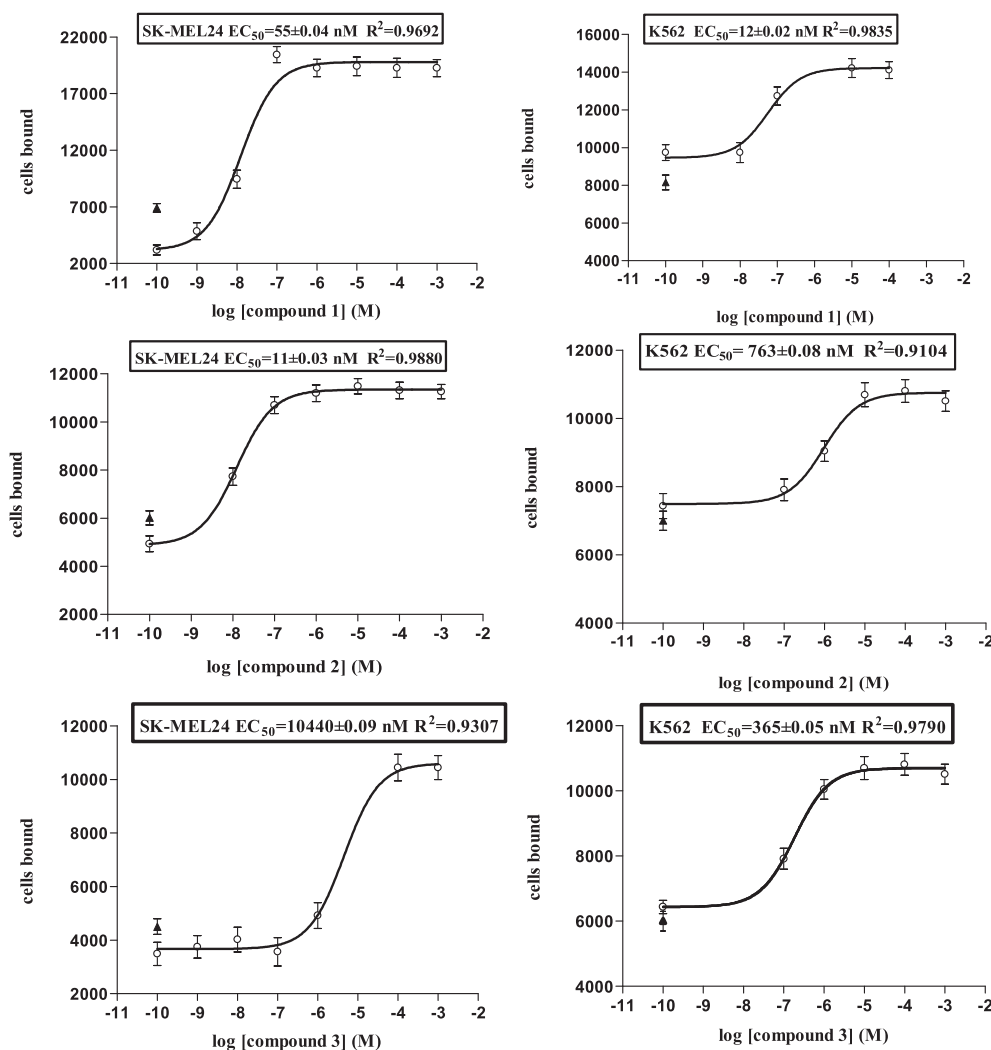 SK-MEL24 EC50=55±0.04 nM R2=0.9692
22000
17000
12000
7000
2000
cells bound
-11 -10 -9 -8 -7 -6 -5 -4 -3 -2
log [compound 1] (M)
K562 EC50=12±0.02 nM R2=0.9835
16000
14000
12000
10000
8000
6000
4000
cells bound
-11 -10 -9 -8 -7 -6 -5 -4 -3 -2
log [compound 1] (M)
SK-MEL24 EC50=11±0.03 nM R2=0.9880
12000
10000
8000
6000
4000
2000
cells bound
-11 -10 -9 -8 -7 -6 -5 -4 -3 -2
log [compound 2] (M)
K562 EC50= 763±0.08 nM R2=0.9104
12000
10000
8000
6000
4000
cells bound
-11 -10 -9 -8 -7 -6 -5 -4 -3 -2
log [compound 2] (M)
SK-MEL24 EC50=10440±0.09 nM R2=0.9307
12000
10000
8000
6000
4000
2000
cells bound
-11 -10 -9 -8 -7 -6 -5 -4 -3 -2
log [compound 3] (M)
K562 EC50=365±0.05 nM R2=0.9790
12000
10000
8000
6000
4000
cells bound
-11 -10 -9 -8 -7 -6 -5 -4 -3 -2
log [compound 3] (M)